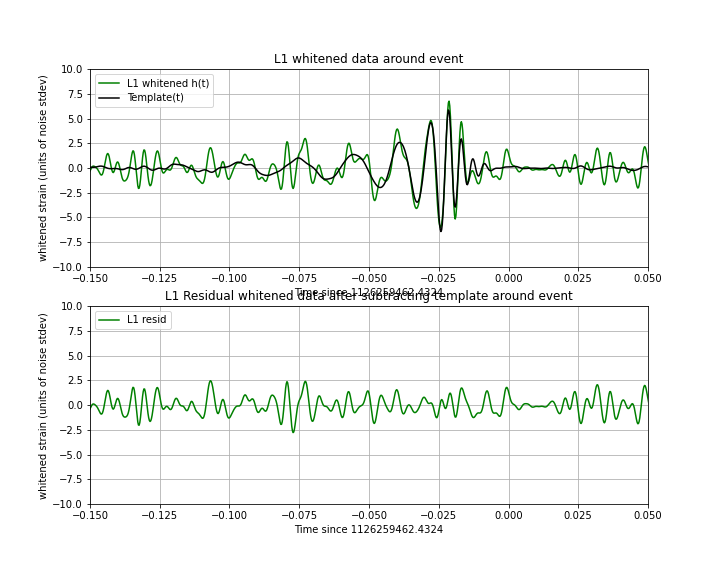 L1 whitened data around event
whitened strain (units of noise stdev)
10.0
7.5
5.0
2.5
0.0
−2.5
−5.0
−7.5
−10.0
L1 whitened h(t)
Template(t)
−0.150 −0.125 −0.100 −0.075 −0.050 −0.025 0.000 0.025 0.050
Time since 1126259462.4324
L1 Residual whitened data after subtracting template around event
whitened strain (units of noise stdev)
10.0
7.5
5.0
2.5
0.0
−2.5
−5.0
−7.5
−10.0
L1 resid
−0.150 −0.125 −0.100 −0.075 −0.050 −0.025 0.000 0.025 0.050
Time since 1126259462.4324